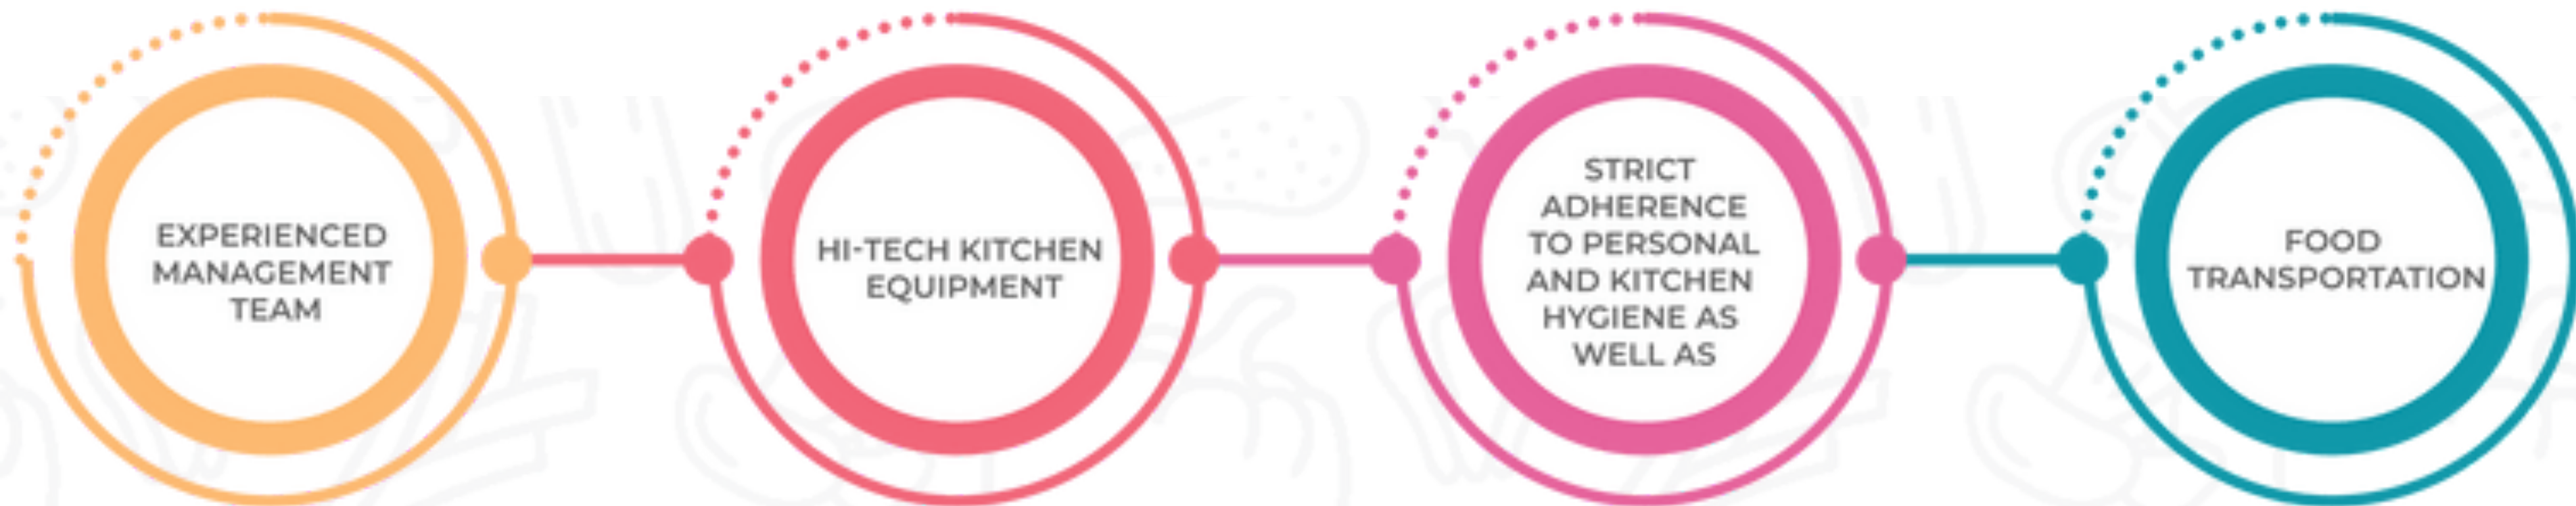 EXPERIENCED
MANAGEMENT
TEAM
HI-TECH KITCHEN
EQUIPMENT
STRICT
ADHERENCE
TO PERSONAL
AND KITCHEN
HYGIENE AS
WELL AS
FOOD
TRANSPORTATION